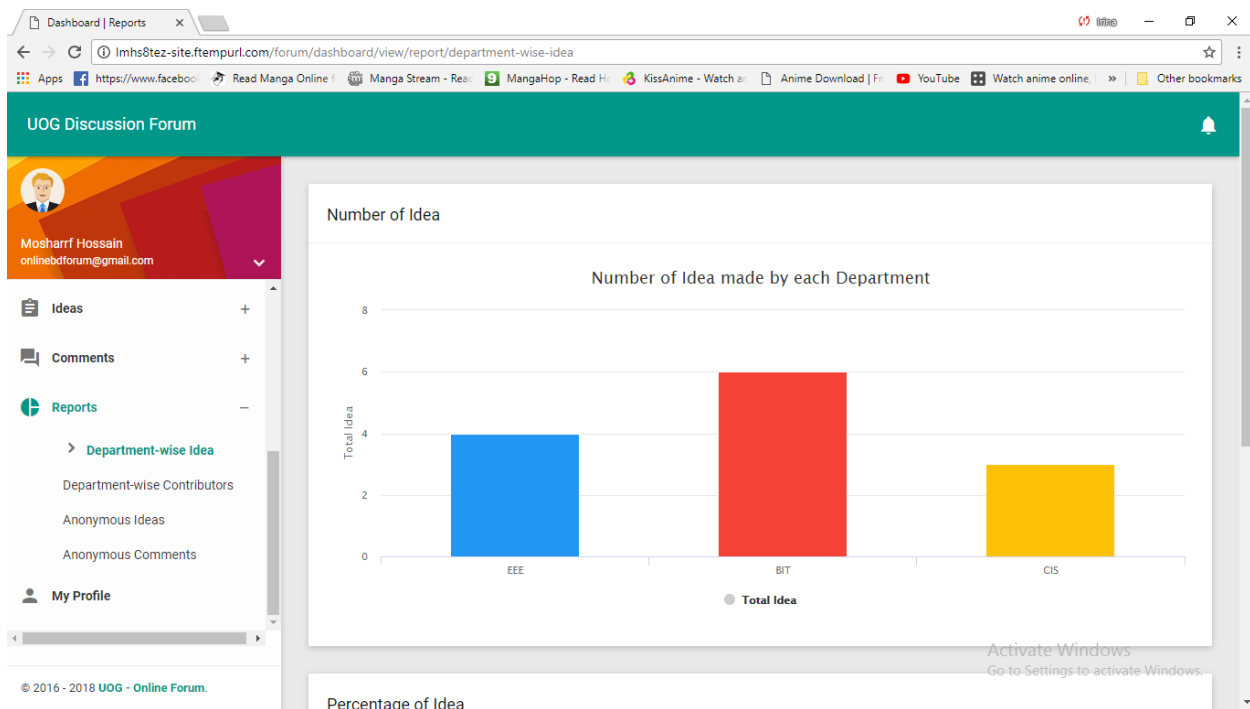 Dashboard | Reports
Irina
lmhs8tez-site.ftempurl.com/forum/dashboard/view/report/department-wise-idea
Apps https://www.faceboo Read Manga Online Manga Stream - Rea MangaHop - Read KissAnime - Watch Anime Download | YouTube Watch anime online, » Other bookmarks
UOG Discussion Forum
Mosharrf Hossain
onlinebdforum@gmail.com
Ideas +
Comments +
Reports –
Department-wise Idea
Department-wise Contributors
Anonymous Ideas
Anonymous Comments
My Profile
© 2016 - 2018 UOG - Online Forum.
Number of Idea
Number of Idea made by each Department
8
6
4
2
0
Total Idea
EEE BIT CIS
Total Idea
Activate Windows
Go to Settings to activate Windows.
Percentage of Idea